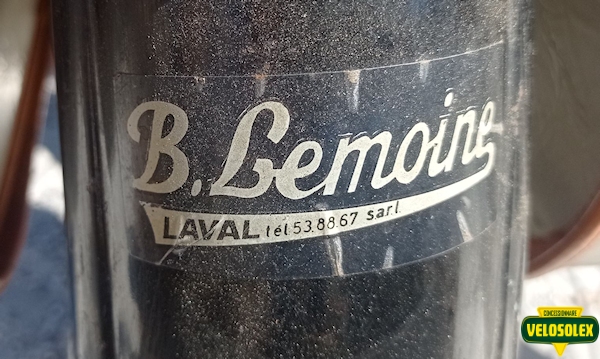 B. Lemoine
LAVAL tél 53.88.67 sarl.
CONCESSIONNAIRE
VELOSOLEX